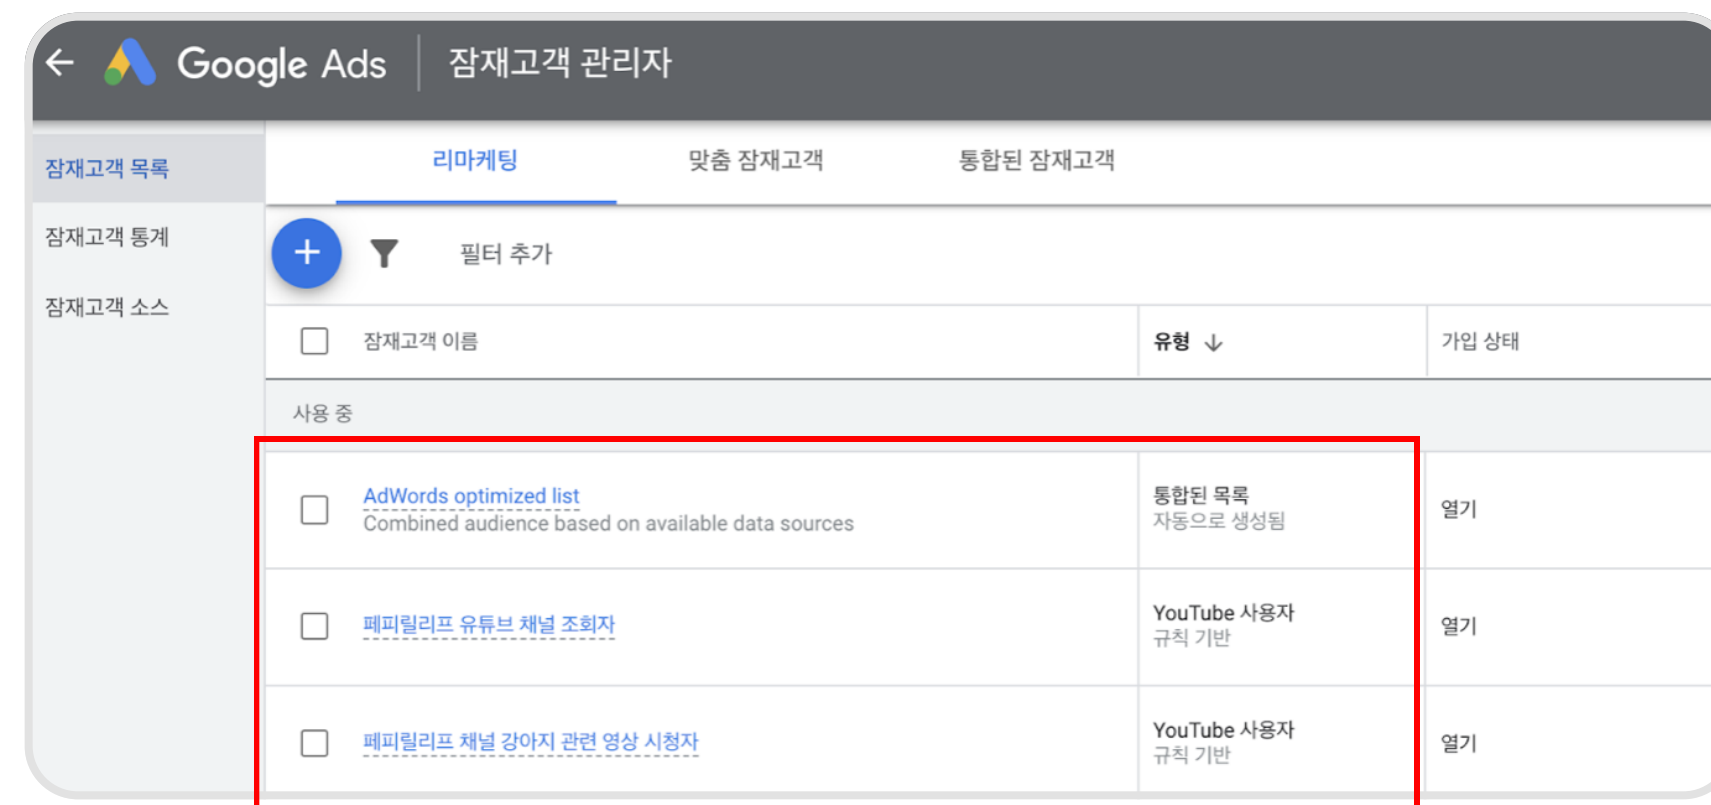 Google Ads 잠재고객 관리자
잠재고객 목록
잠재고객 통계
잠재고객 소스
리마케팅 맞춤 잠재고객 통합된 잠재고객
필터 추가
잠재고객 이름 유형 가입 상태
사용 중
AdWords optimized list
Combined audience based on available data sources
통합된 목록
자동으로 생성됨
열기
페피릴리프 유튜브 채널 조회자
YouTube 사용자
규칙 기반
열기
페피릴리프 채널 강아지 관련 영상 시청자
YouTube 사용자
규칙 기반
열기